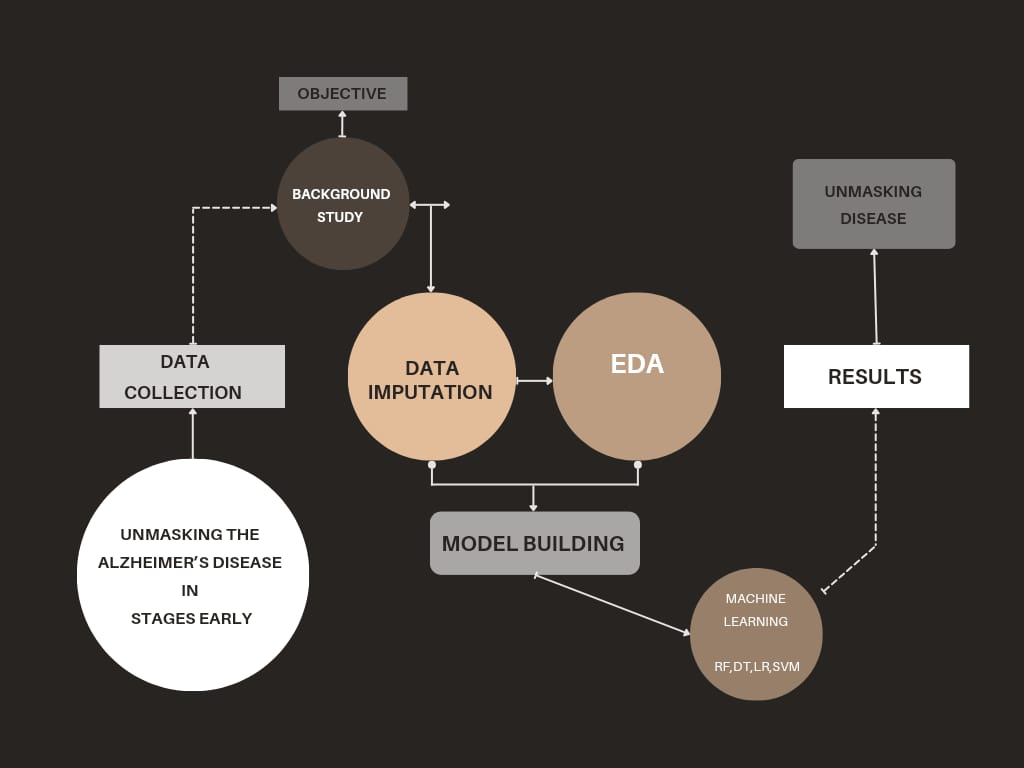 OBJECTIVE
BACKGROUND
STUDY
UNMASKING
DISEASE
DATA
COLLECTION
DATA
IMPUTATION
EDA
RESULTS
UNMASKING THE
ALZHEIMER’S DISEASE
IN
STAGES EARLY
MODEL BUILDING
MACHINE
LEARNING
RF,DT,LR,SVM